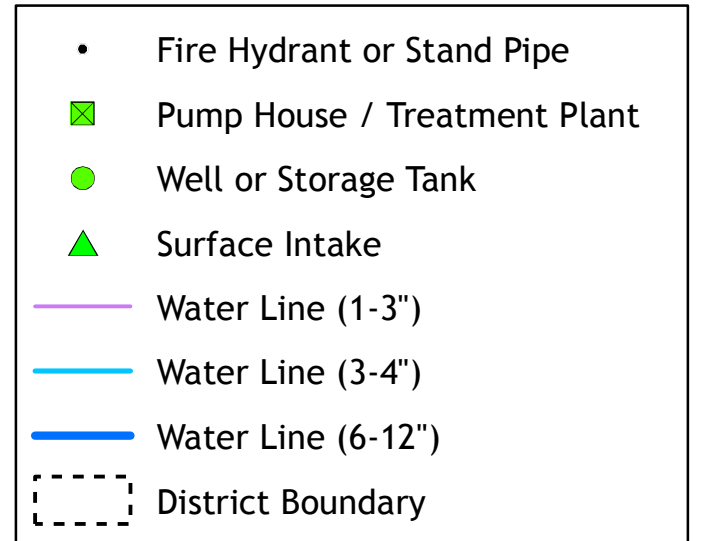 Fire Hydrant or Stand Pipe
Pump House / Treatment Plant
Well or Storage Tank
Surface Intake
Water Line (1-3")
Water Line (3-4")
Water Line (6-12")
District Boundary